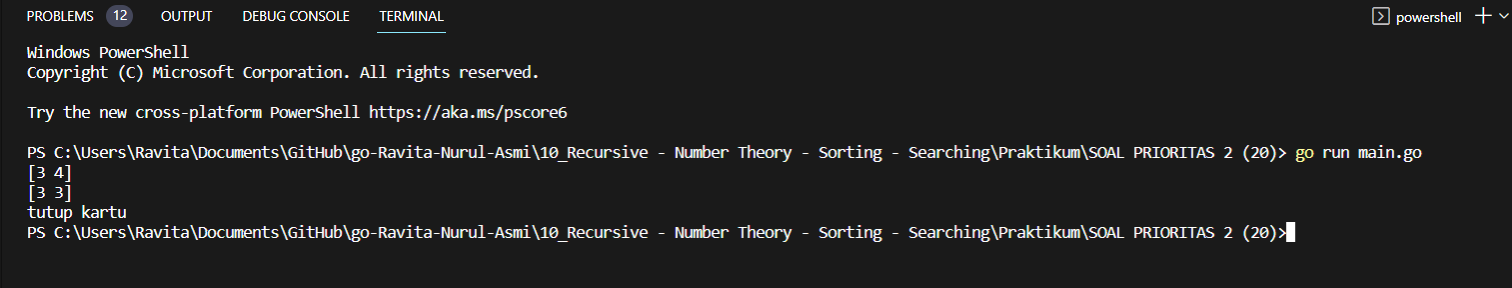 PROBLEMS 12 OUTPUT DEBUG CONSOLE TERMINAL powershell
Windows PowerShell
Copyright (C) Microsoft Corporation. All rights reserved.
Try the new cross-platform PowerShell https://aka.ms/pscore6
PS C:\Users\Ravita\Documents\GitHub\go-Ravita-Nurul-Asmi\10_Recursive - Number Theory - Sorting - Searching\Praktikum\SOAL PRIORITAS 2 (20)> go run main.go
[3 4]
[3 3]
tutup kartu
PS C:\Users\Ravita\Documents\GitHub\go-Ravita-Nurul-Asmi\10_Recursive - Number Theory - Sorting - Searching\Praktikum\SOAL PRIORITAS 2 (20)>